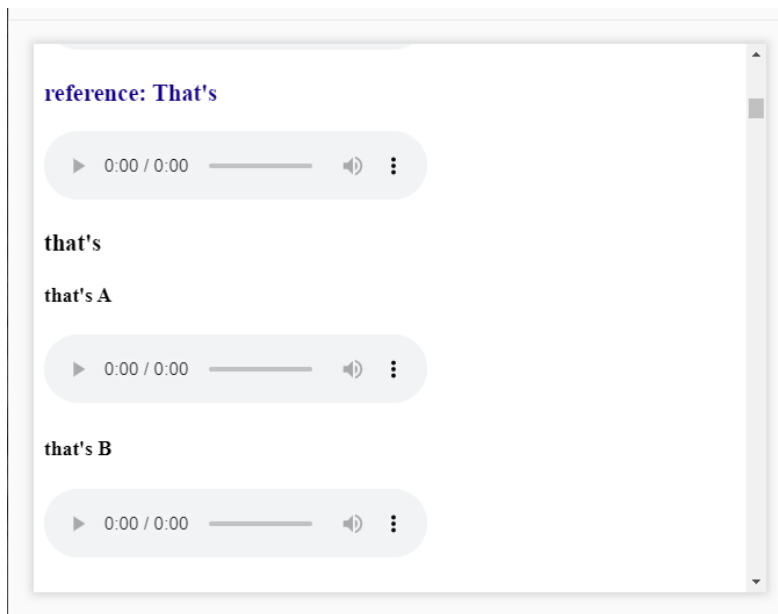 reference: That's
0:00 / 0:00
that's
that's A
0:00 / 0:00
that's B
0:00 / 0:00